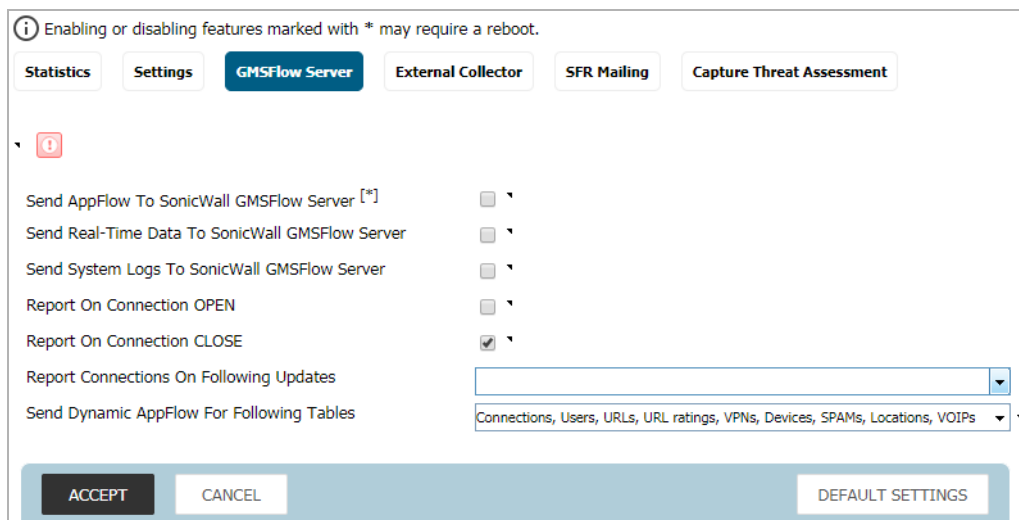 Enabling or disabling features marked with * may require a reboot.
Statistics Settings GMSFlow Server External Collector SFR Mailing Capture Threat Assessment
Send AppFlow To SonicWall GMSFlow Server [*]
Send Real-Time Data To SonicWall GMSFlow Server
Send System Logs To SonicWall GMSFlow Server
Report On Connection OPEN
Report On Connection CLOSE
Report Connections On Following Updates
Send Dynamic AppFlow For Following Tables Connections, Users, URLs, URL ratings, VPNs, Devices, SPAMs, Locations, VOIPs
ACCEPT CANCEL DEFAULT SETTINGS